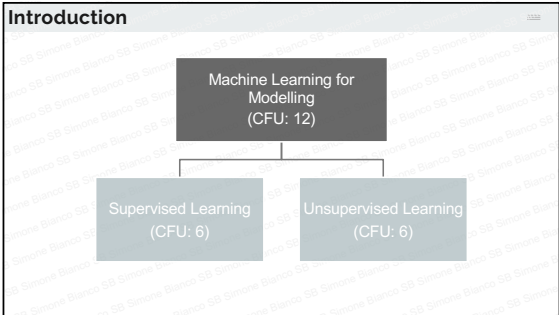 Introduction
Machine Learning for
Modelling
(CFU: 12)
Supervised Learning
(CFU: 6)
Unsupervised Learning
(CFU: 6)